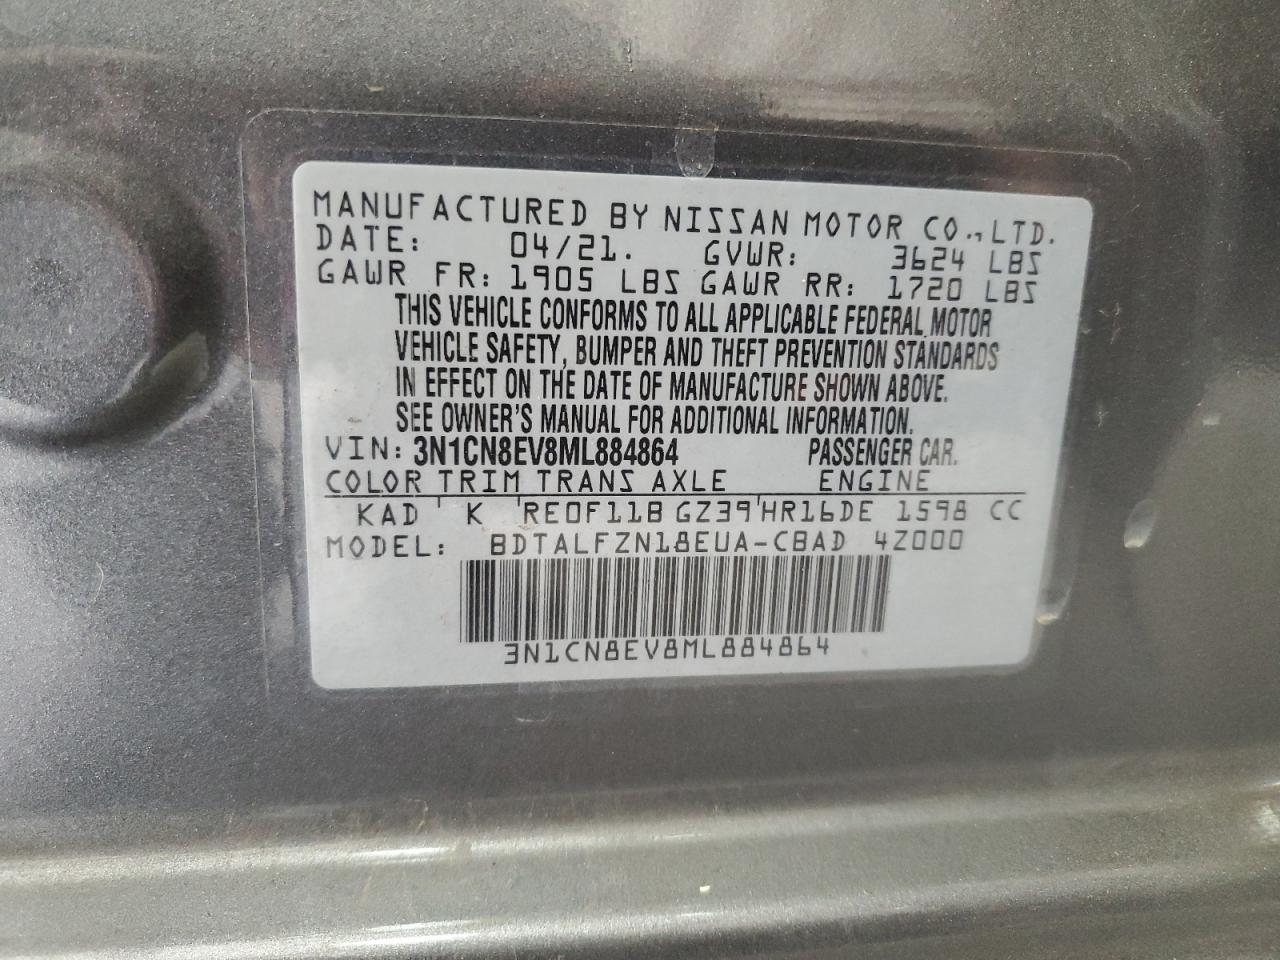 MANUFACTURED BY NISSAN MOTOR CO., LTD.
DATE: 04/21. GVWR: 3624 LBS
GAWR FR: 1905 LBS GAWR RR: 1720 LBS
THIS VEHICLE CONFORMS TO ALL APPLICABLE FEDERAL MOTOR
VEHICLE SAFETY, BUMPER AND THEFT PREVENTION STANDARDS
IN EFFECT ON THE DATE OF MANUFACTURE SHOWN ABOVE.
SEE OWNER'S MANUAL FOR ADDITIONAL INFORMATION.
VIN: 3N1CN8EV8ML884864 PASSENGER CAR.
COLOR TRIM TRANS AXLE ENGINE
KAD K RE0F11B GZ39 HR16DE 1598 CC
MODEL: BDTALFZN18EUA-CBAD 4Z000
3N1CN8EV8ML884864